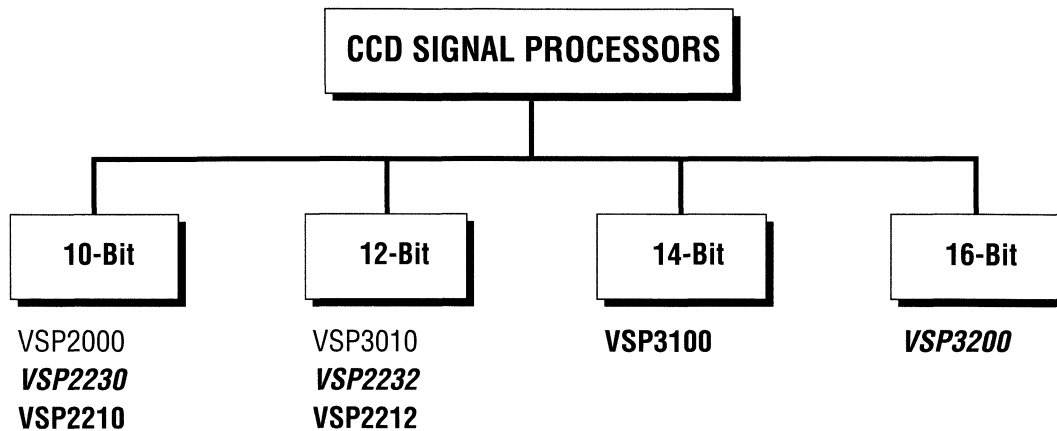 CCD SIGNAL PROCESSORS
10-Bit
12-Bit
14-Bit
16-Bit
VSP2000
VSP2230
VSP2210
VSP3010
VSP2232
VSP2212
VSP3100
VSP3200